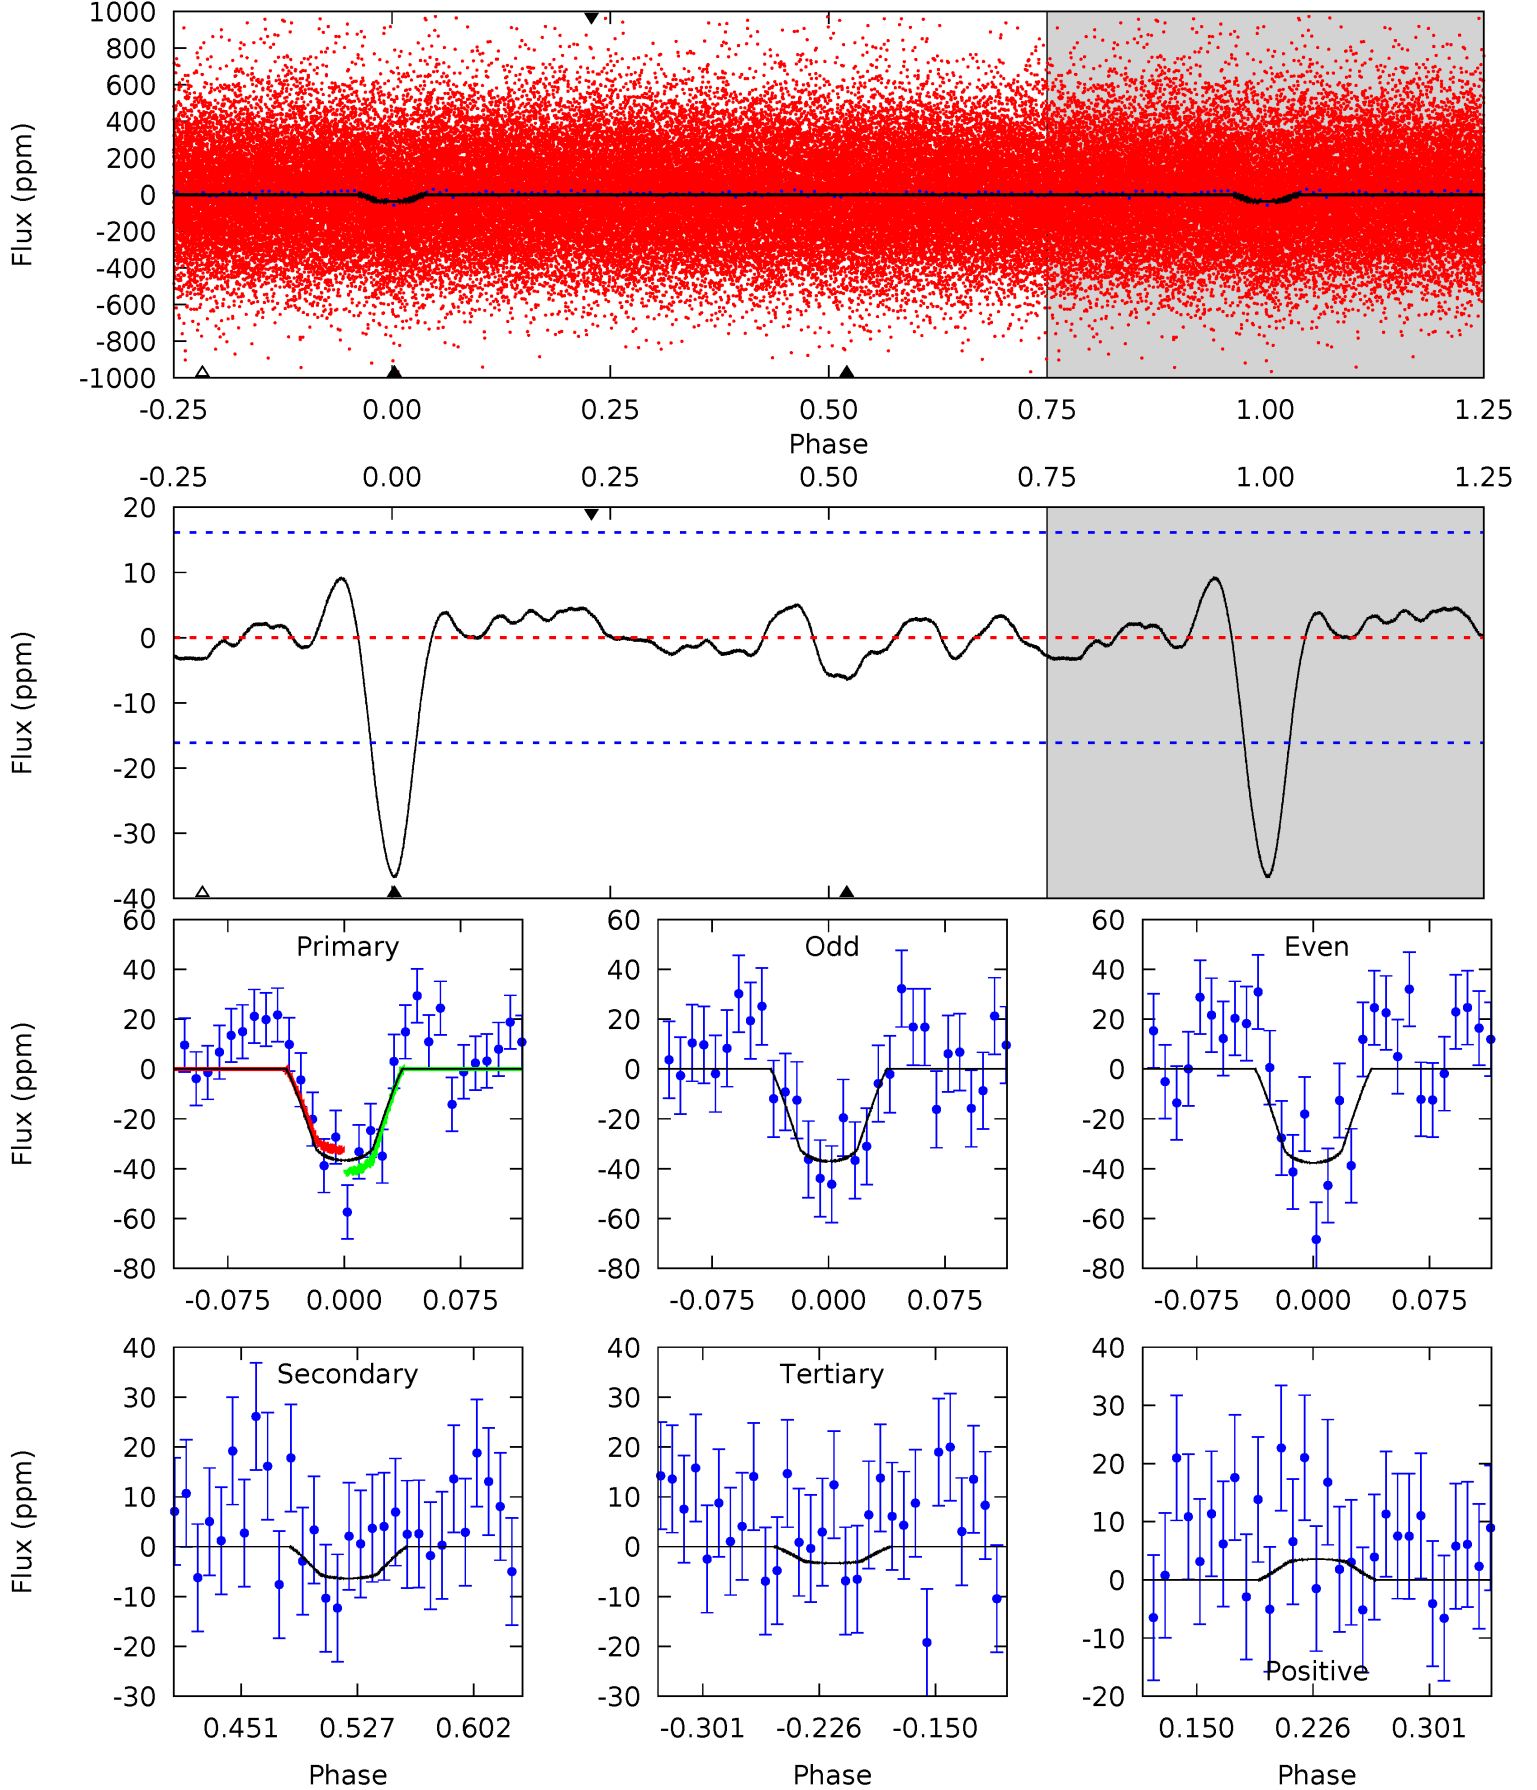 1000
800
600
400
200
0
-200
-400
-600
-800
-1000
Flux (ppm)
-0.25 0.00 0.25 0.50 0.75 1.00 1.25
Phase
-0.25 0.00 0.25 0.50 0.75 1.00 1.25
20
10
0
-10
-20
-30
-40
Flux (ppm)
60 60 60
Primary Odd Even
40 40 40
20 20 20
0 0 0
-20 -20 -20
-40 -40 -40
-60 -60 -60
-80 -80 -80
Flux (ppm)
-0.075 0.000 0.075 -0.075 0.000 0.075 -0.075 0.000 0.075
40 40 40
Secondary Tertiary
30 30 30
20 20 20
10 10 10
0 0 0
-10 -10 -10
Positive
-20 -20 -20
-30 -30
Flux (ppm)
0.451 0.527 0.602 -0.301 -0.226 -0.150 0.150 0.226 0.301
Phase Phase Phase